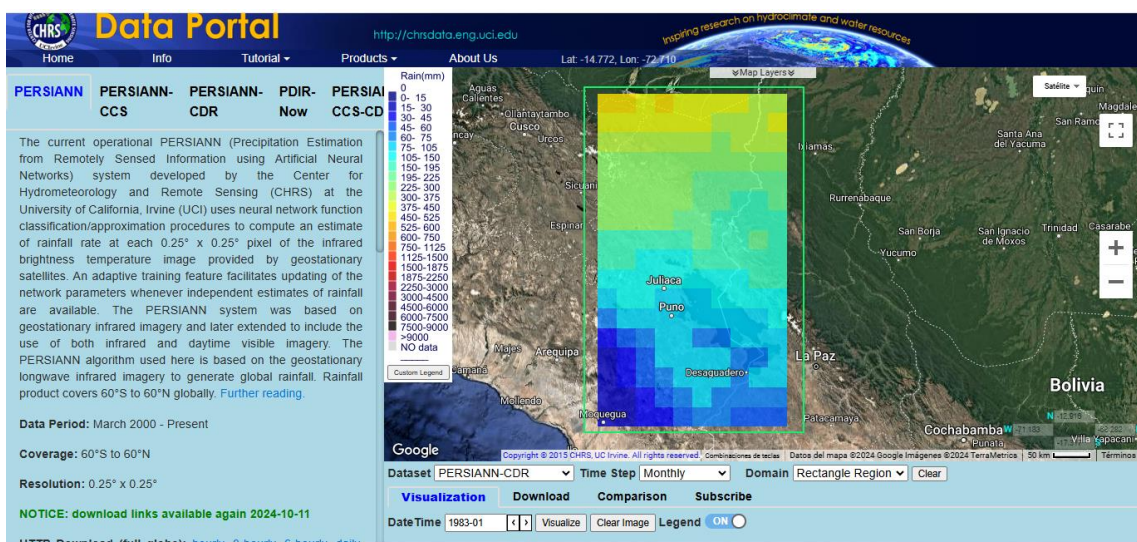 CHRS
UCIrvine
Data Portal
http://chrsdata.eng.uci.edu
Inspiring research on hydroclimate and water resources
Home
Info
Tutorial
Products
About Us
Lat: -14.772, Lon: -72.710
Map Layers
PERSIANN
PERSIANN-CCS
PERSIANN-CDR
PDIR-Now
PERSIA
CCS-CD
The current operational PERSIANN (Precipitation Estimation
from Remotely Sensed Information using Artificial Neural
Networks) system developed by the Center for
Hydrometeorology and Remote Sensing (CHRS) at the
University of California, Irvine (UCI) uses neural network function
classification/approximation procedures to compute an estimate
of rainfall rate at each 0.25° x 0.25° pixel of the infrared
brightness temperature image provided by geostationary
satellites. An adaptive training feature facilitates updating of the
network parameters whenever independent estimates of rainfall
are available. The PERSIANN system was based on
geostationary infrared imagery and later extended to include the
use of both infrared and daytime visible imagery. The
PERSIANN algorithm used here is based on the geostationary
longwave infrared imagery to generate global rainfall. Rainfall
product covers 60°S to 60°N globally. Further reading.
Data Period: March 2000 - Present
Coverage: 60°S to 60°N
Resolution: 0.25° x 0.25°
NOTICE: download links available again 2024-10-11
Rain(mm)
0
0- 15
15- 30
30- 45
45- 60
60- 75
75- 105
105- 150
150- 195
195- 225
225- 300
300- 375
375- 450
450- 525
525- 600
600- 750
750- 1125
1125-1500
1500-1875
1875-2250
2250-3000
3000-4500
4500-6000
6000-7500
7500-9000
>9000
NO data
Custom Legend
Aguas
Calientes
Ollantaytambo
Cusco
Urcos
ncay
Sicuani
Espinar
Juliaca
Puno
Majes
Arequipa
Camaná
Mollendo
Moquegua
Desaguadero
La Paz
Patacamaya
Ixiamas
Rurrenabaque
San Borja
San Ignacio
de Moxos
Yucumo
Trinidad
Casarabe
Santa Ana
del Yacuma
San Ramo
Magdale
quin
Satélite
Bolivia
Cochabamba
Punata
Villa Yapacani
N -12.916
W -71.183
-68.282
Google
Copyright © 2015 CHRS, UC Irvine. All rights reserved.
Combinaciones de teclas
Datos del mapa ©2024 Google Imágenes ©2024 TerraMetrics
50 km
Términos
Dataset PERSIANN-CDR Time Step Monthly Domain Rectangle Region Clear
Visualization Download Comparison Subscribe
DateTime 1983-01 Visualize Clear Image Legend ON